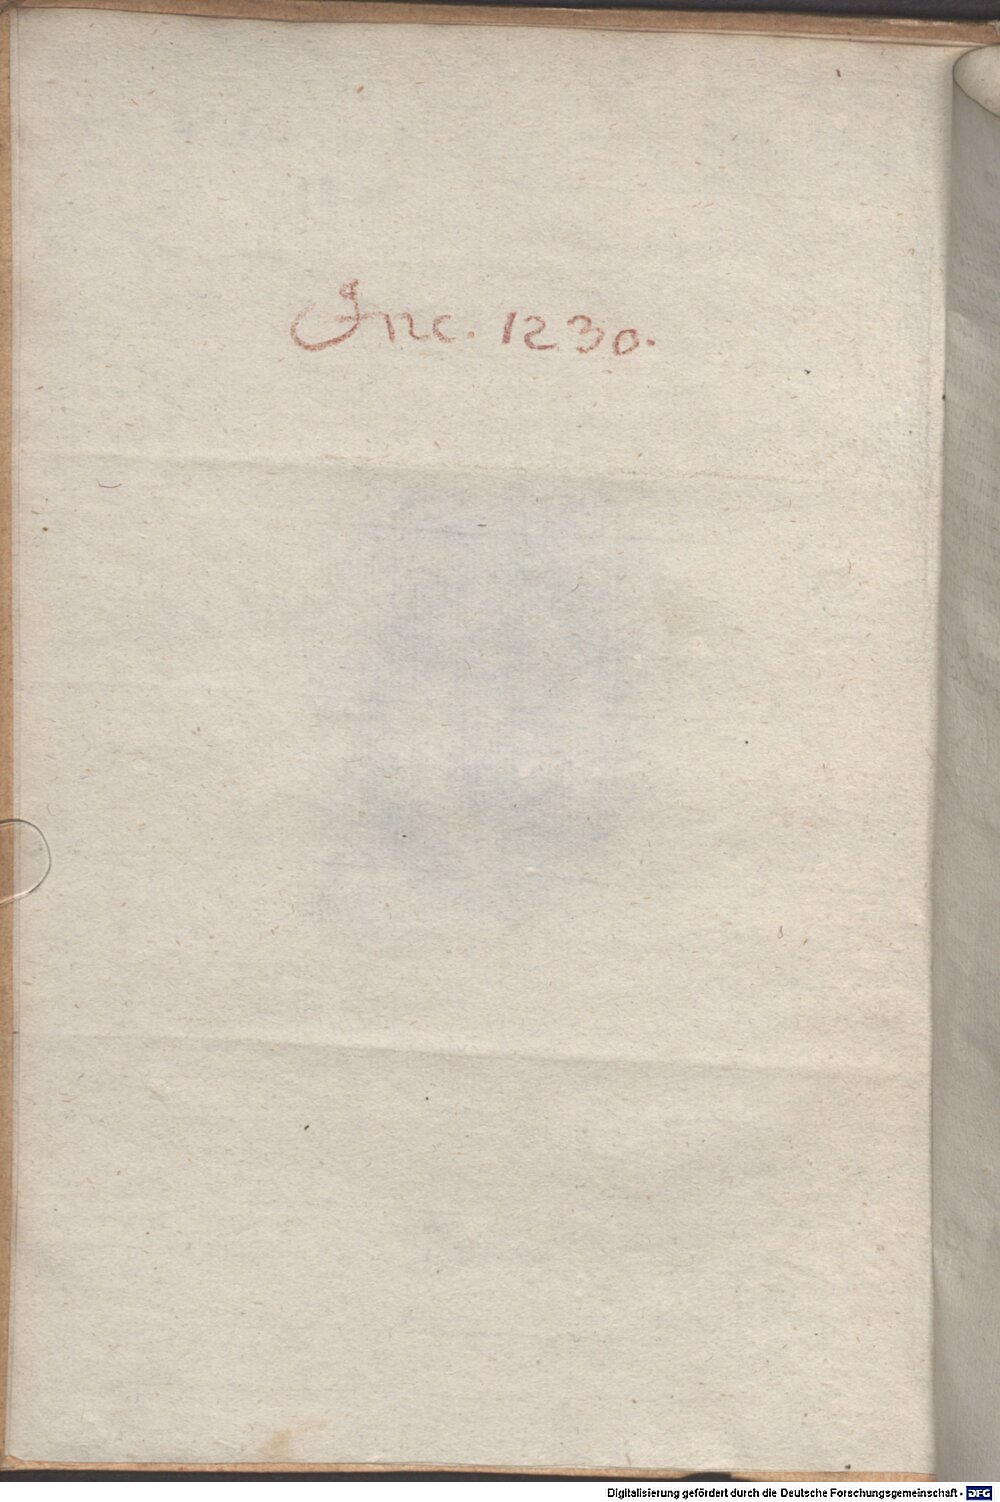 Inc. 1230.
Digitalisierung gefördert durch die Deutsche Forschungsgemeinschaft - DFG